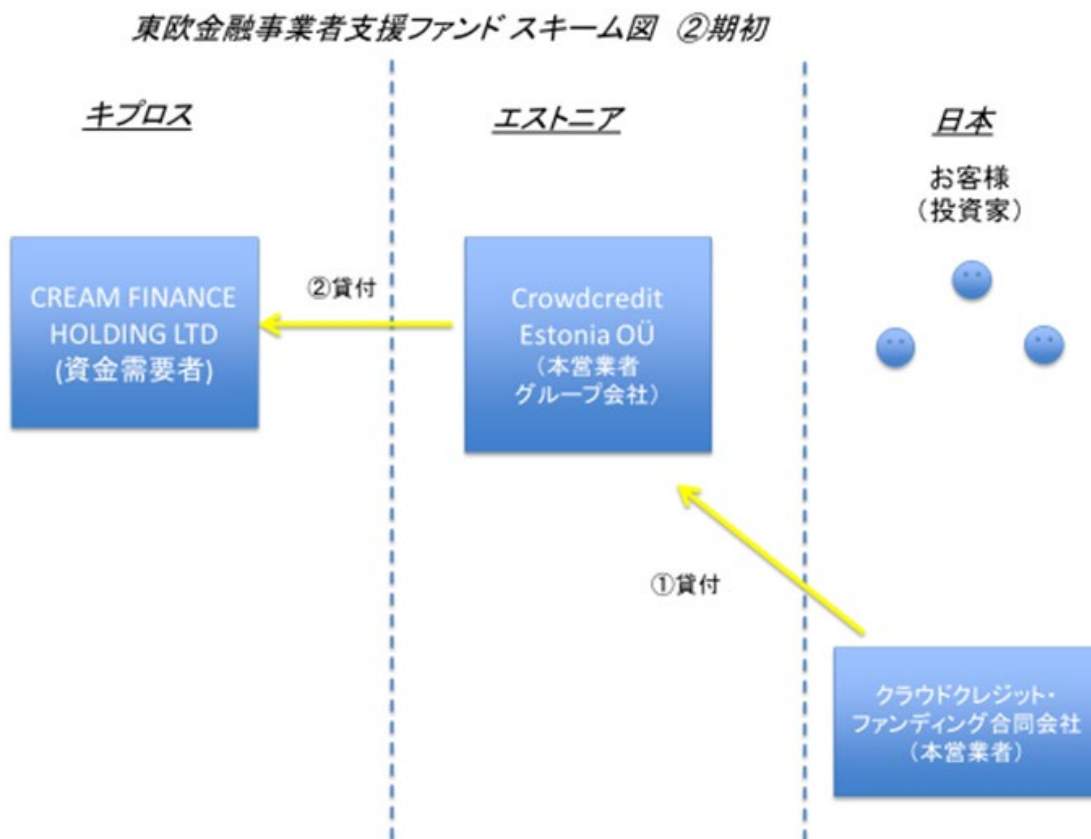 東欧金融事業者支援ファンド スキーム図 ②期初
キプロス
エストニア
日本
お客様
（投資家）
CREAM FINANCE
HOLDING LTD
(資金需要者)
②貸付
Crowdcredit
Estonia OÜ
（本営業者
グループ会社）
①貸付
クラウドクレジット・
ファンディング合同会社
（本営業者）